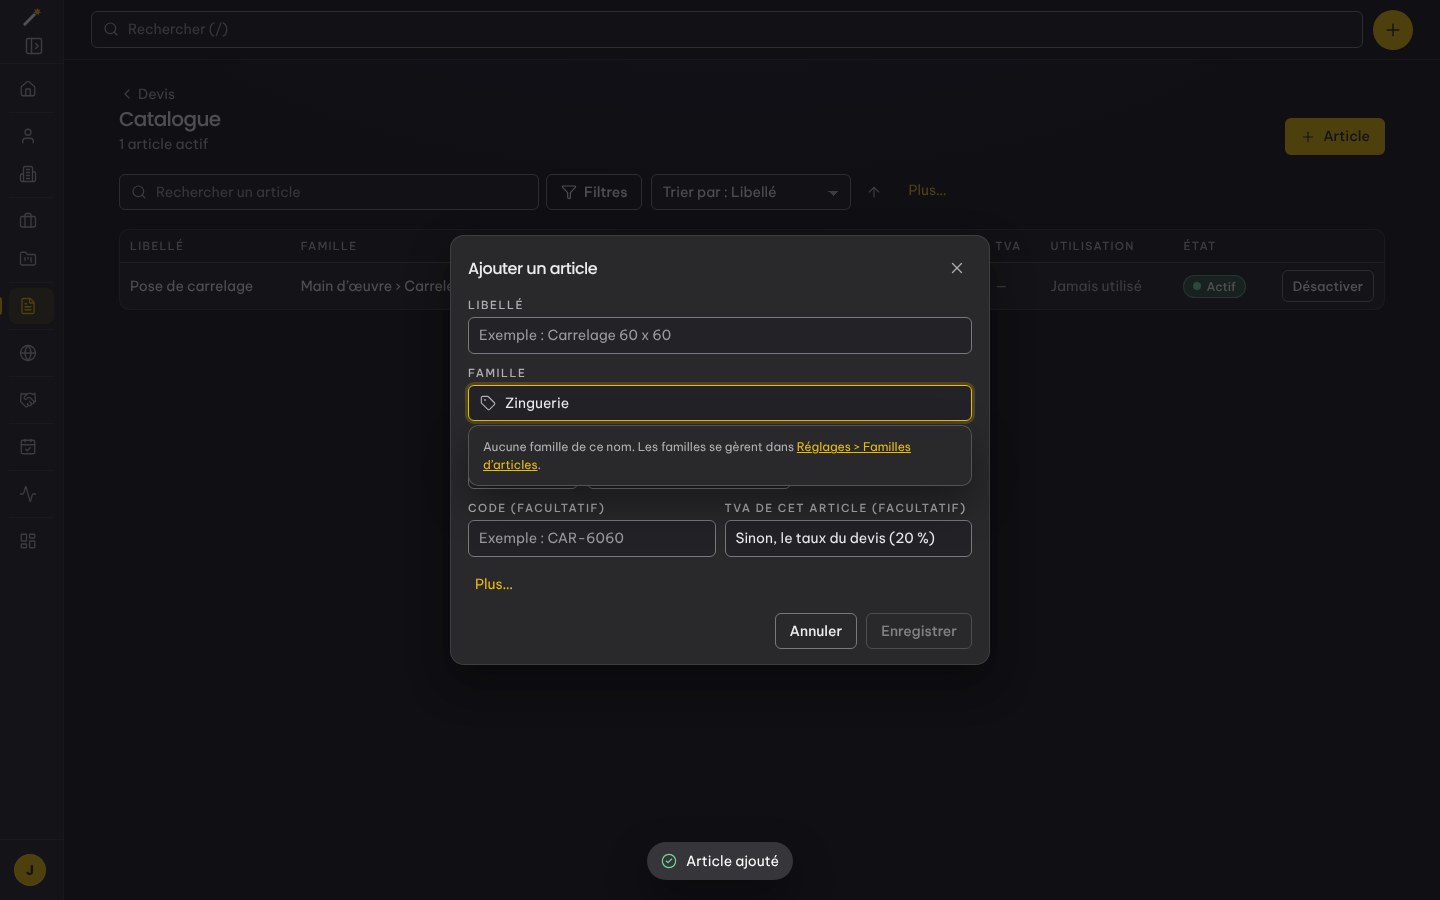 Rechercher (/)
Devis
Catalogue
1 article actif
Article
Rechercher un article
Filtres
Trier par : Libellé
Plus…
LIBELLÉ
FAMILLE
TVA
UTILISATION
ÉTAT
Pose de carrelage
Main d’œuvre › Carrele
—
Jamais utilisé
Actif
Désactiver
Ajouter un article
LIBELLÉ
Exemple : Carrelage 60 x 60
FAMILLE
Zinguerie
Aucune famille de ce nom. Les familles se gèrent dans Réglages > Familles
d’articles.
CODE (FACULTATIF)
TVA DE CET ARTICLE (FACULTATIF)
Exemple : CAR-6060
Sinon, le taux du devis (20 %)
Plus…
Annuler
Enregistrer
J
Article ajouté